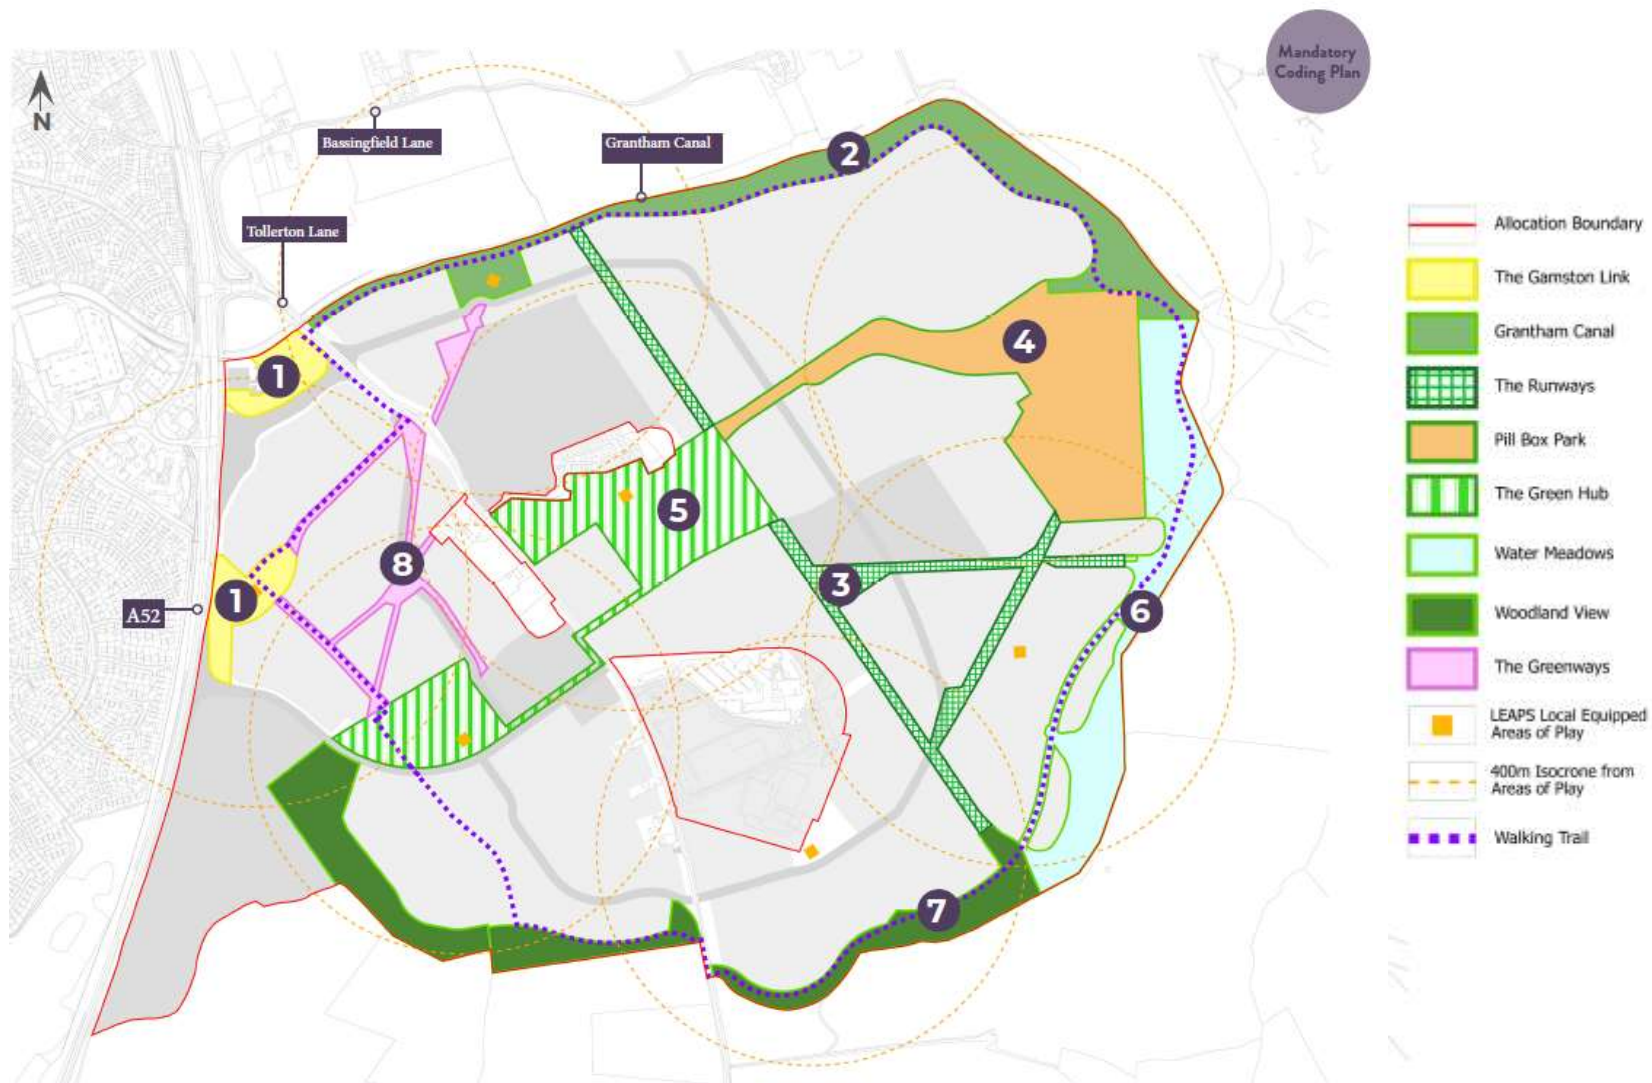 Mandatory
Coding Plan
N
Bassingfield Lane
Grantham Canal
Tollerton Lane
A52
1
2
3
4
5
6
7
8
1
Allocation Boundary
The Gamston Link
Grantham Canal
The Runways
Pill Box Park
The Green Hub
Water Meadows
Woodland View
The Greenways
LEAPS Local Equipped
Areas of Play
400m Isocrone from
Areas of Play
Walking Trail